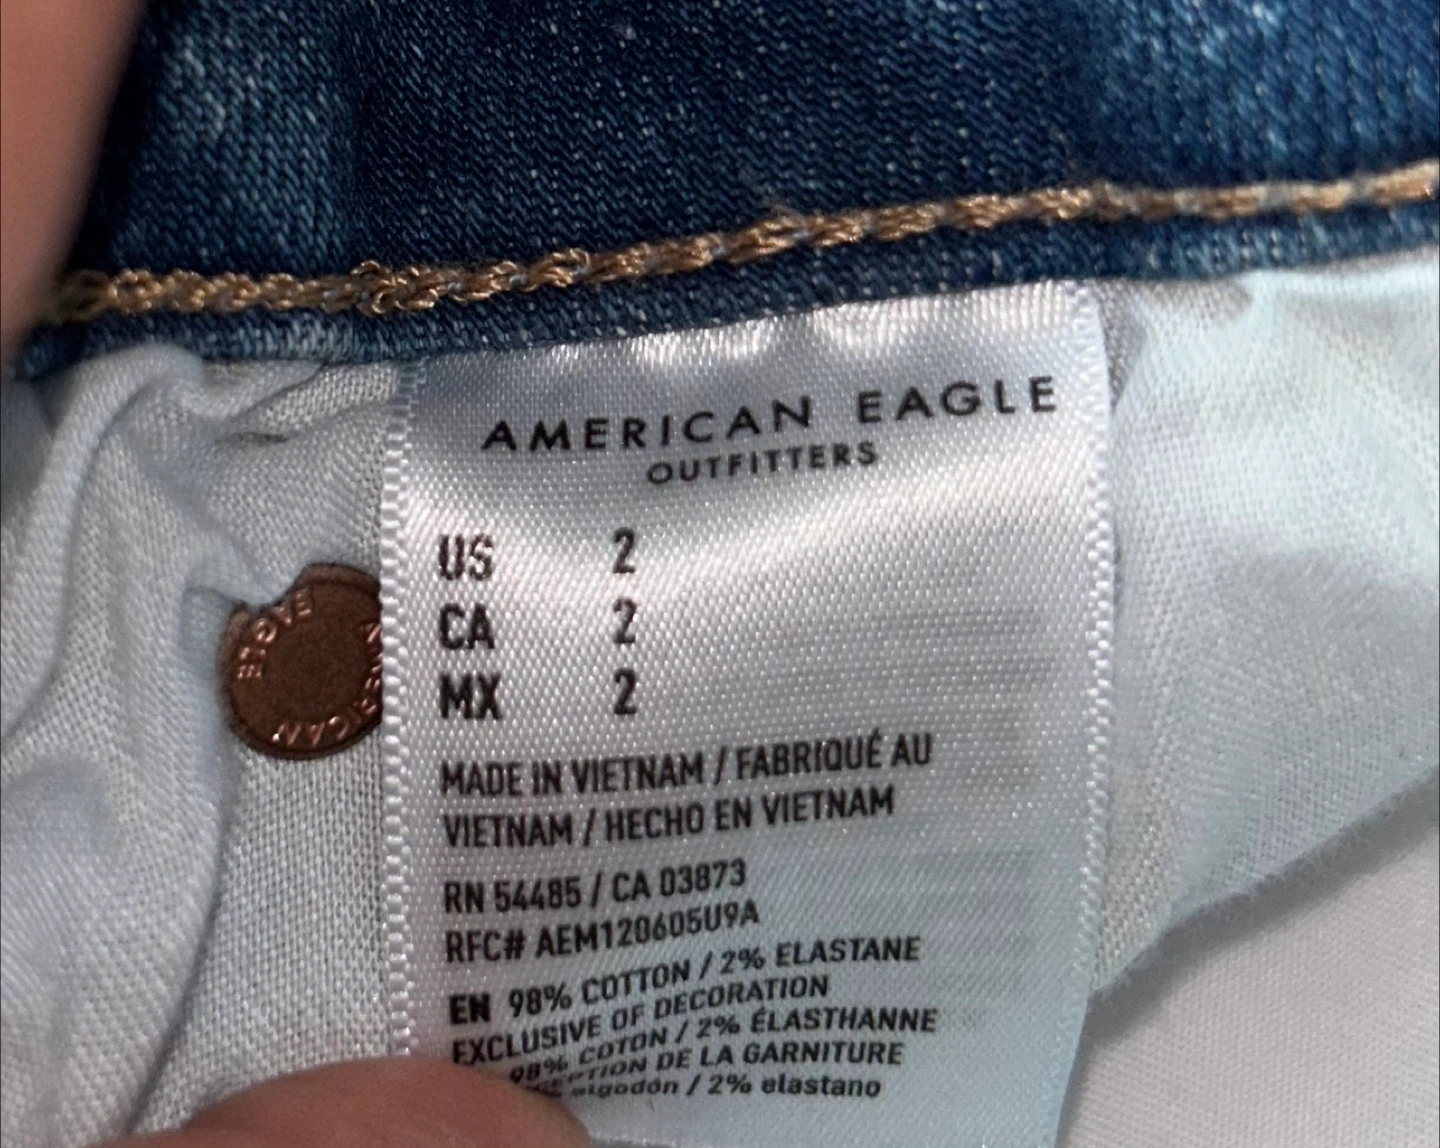 AMERICAN EAGLE
OUTFITTERS
US 2
CA 2
MX 2
MADE IN VIETNAM / FABRIQUÉ AU
VIETNAM / HECHO EN VIETNAM
RN 54485 / CA 03873
RFC# AEM120605U9A
EN 98% COTTON / 2% ELASTANE
EXCLUSIVE OF DECORATION
98% COTON / 2% ÉLASTHANNE
DE LA GARNITURE
algodón / 2% elastano
AMERICAN EAGLE